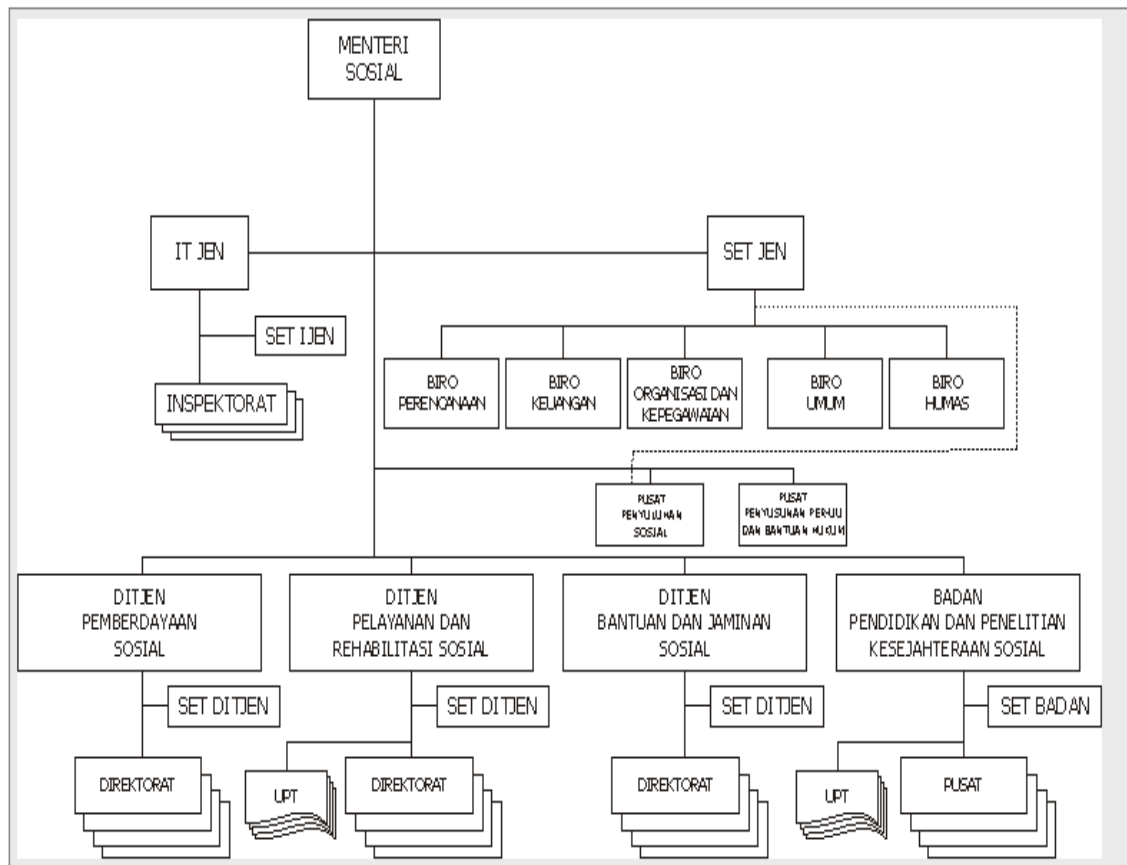 MENTERI
SOSIAL
IT JEN
SET JEN
SET IJEN
INSPEKTORAT
BIRO
PERENCANAAN
BIRO
KEUANGAN
BIRO
ORGANISASI DAN
KEPEGAWAIAN
BIRO
UMUM
BIRO
HUMAS
PUSAT
PENYULUHAN
SOSIAL
PUSAT
PENYUSUNAN PER-UU
DAN BANTUAN HUKUM
DITJEN
PEMBERDAYAAN
SOSIAL
DITJEN
PELAYANAN DAN
REHABILITASI SOSIAL
DITJEN
BANTUAN DAN JAMINAN
SOSIAL
BADAN
PENDIDIKAN DAN PENELITIAN
KESEJAHTERAAN SOSIAL
SET DITJEN
SET DITJEN
SET DITJEN
SET BADAN
DIREKTORAT
UPT
DIREKTORAT
DIREKTORAT
UPT
PUSAT